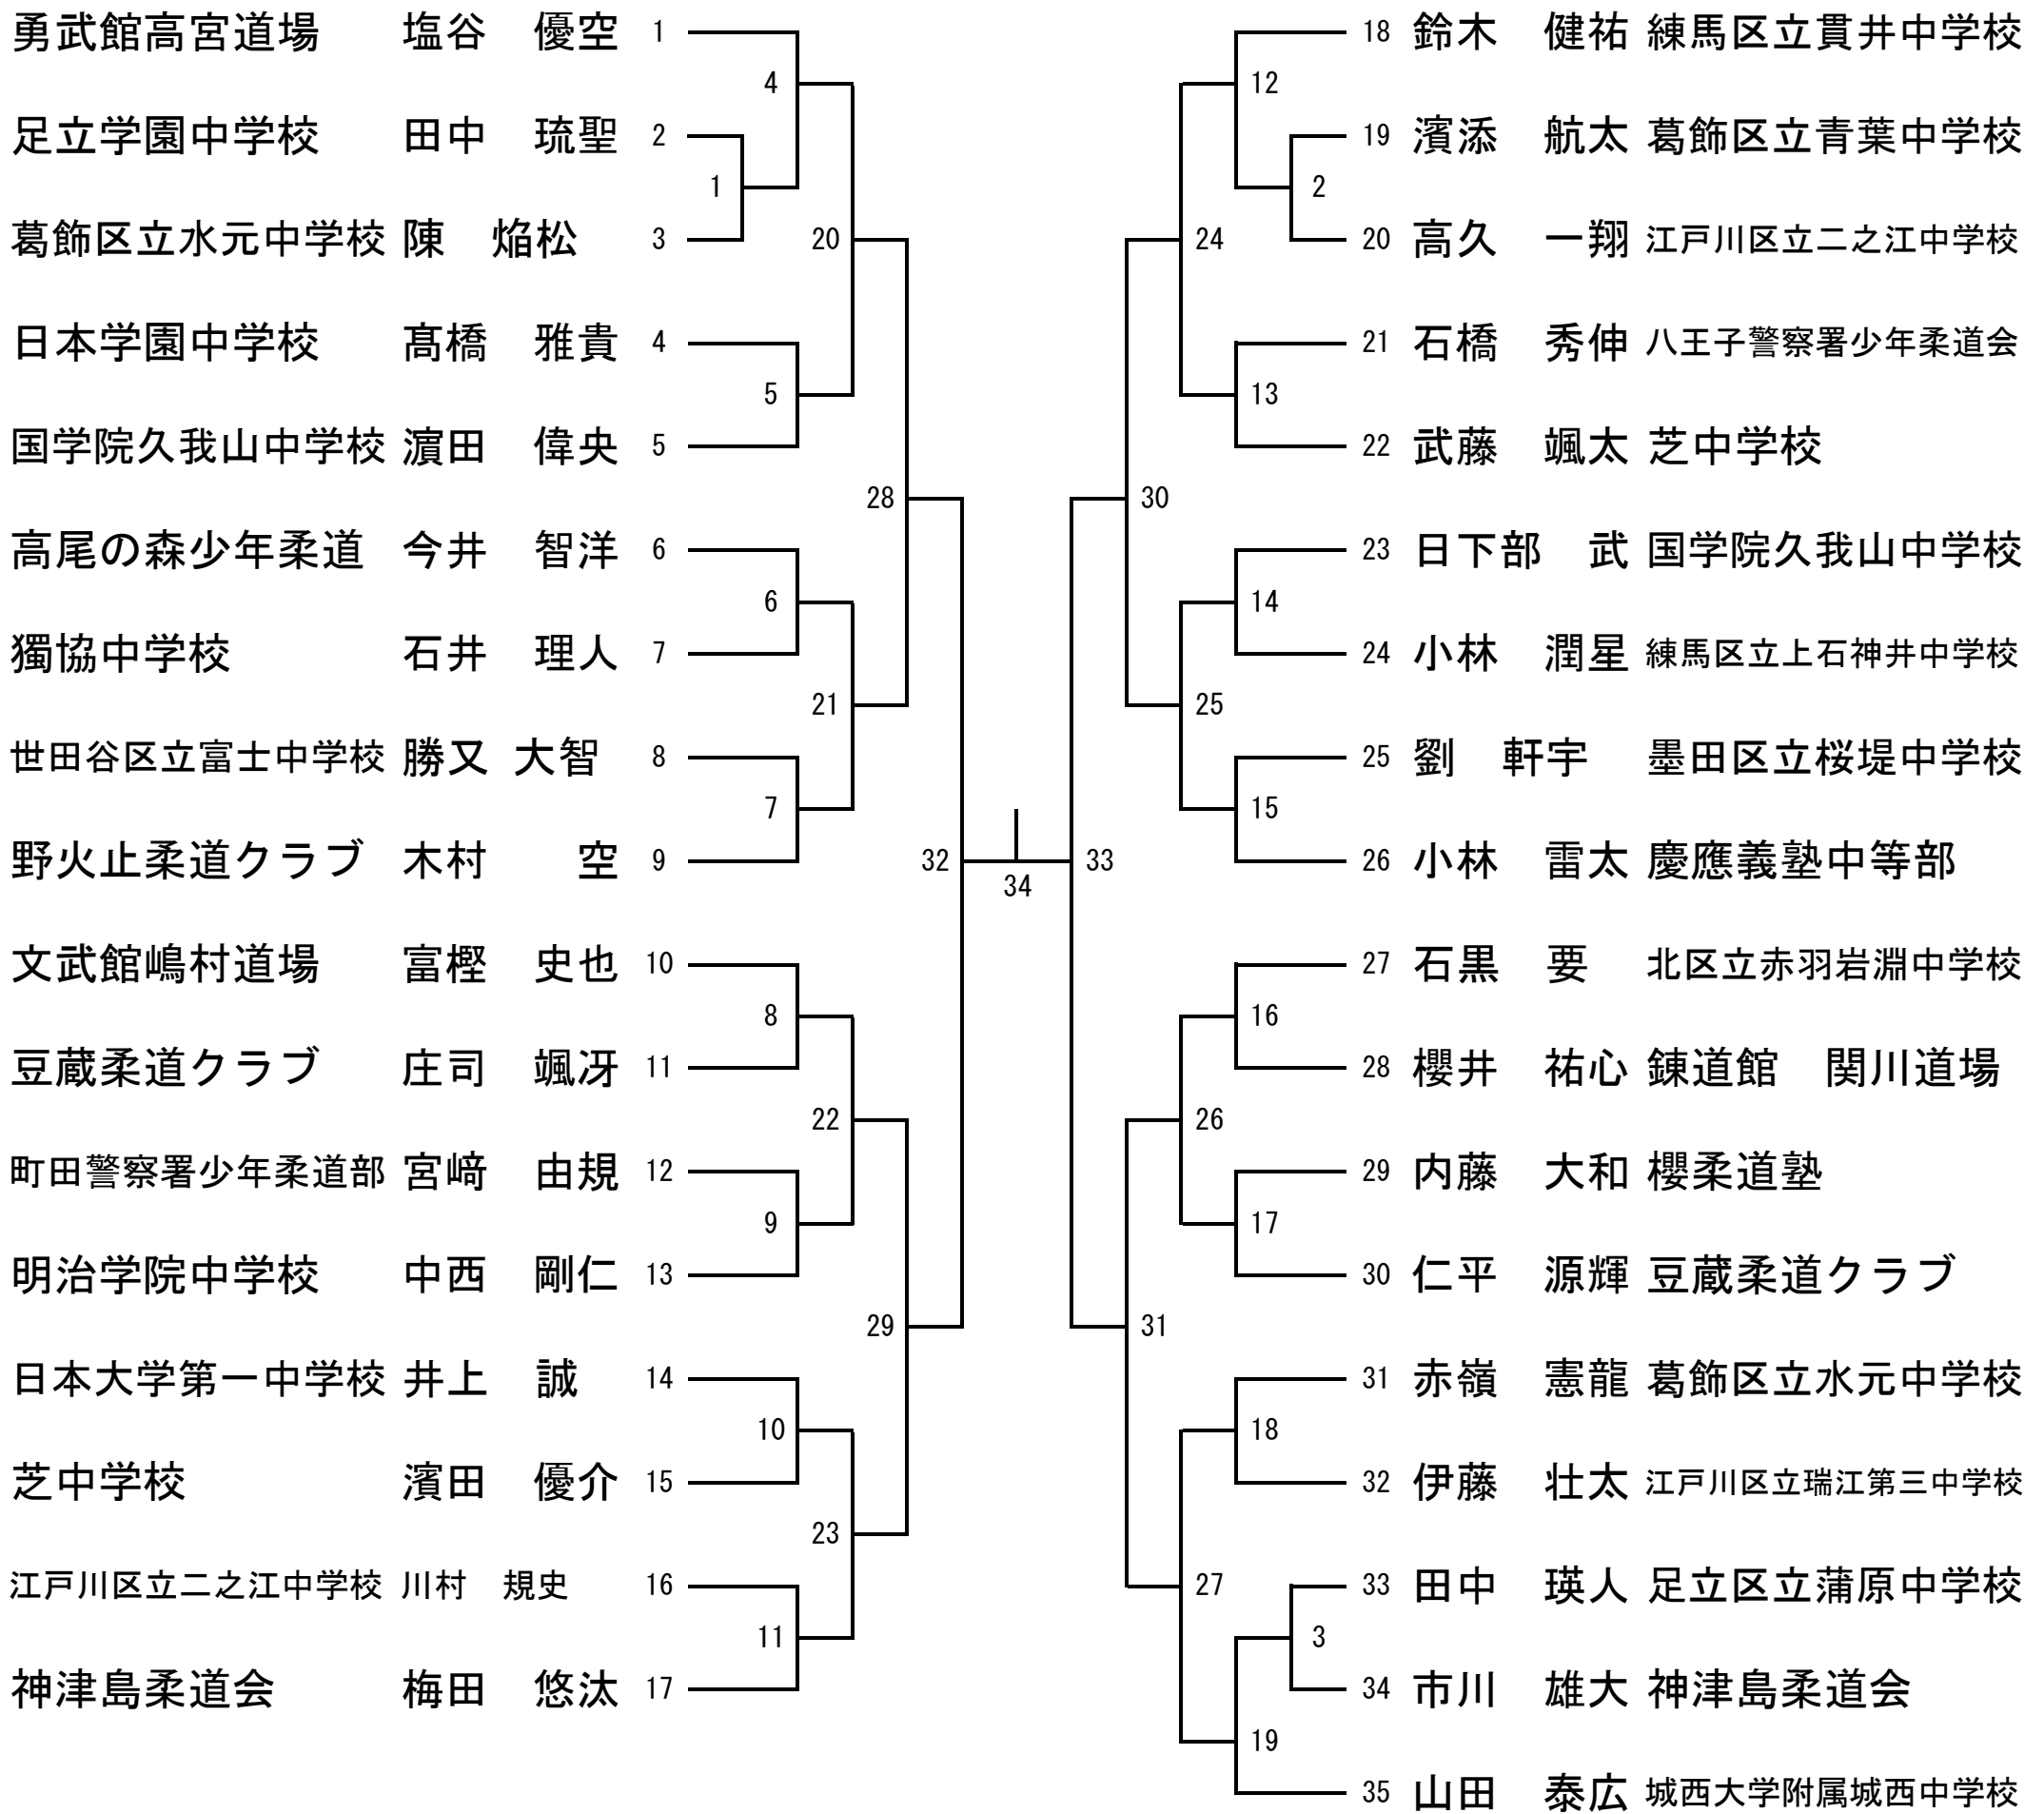 勇武館高宮道場 塩谷 優空 1
足立学園中学校 田中 琉聖 2
葛飾区立水元中学校 陳 焔松 3
日本学園中学校 髙橋 雅貴 4
国学院久我山中学校 濵田 偉央 5
高尾の森少年柔道 今井 智洋 6
獨協中学校 石井 理人 7
世田谷区立富士中学校 勝又 大智 8
野火止柔道クラブ 木村 空 9
文武館嶋村道場 富樫 史也 10
豆蔵柔道クラブ 庄司 颯冴 11
町田警察署少年柔道部 宮﨑 由規 12
明治学院中学校 中西 剛仁 13
日本大学第一中学校 井上 誠 14
芝中学校 濱田 優介 15
江戸川区立二之江中学校 川村 規史 16
神津島柔道会 梅田 悠汰 17
4
1
20
5
28
6
21
7
32
8
22
9
29
10
23
11
34
33
12
2
24
13
30
14
25
15
16
26
17
31
18
27
3
19
18 鈴木 健祐 練馬区立貫井中学校
19 濱添 航太 葛飾区立青葉中学校
20 高久 一翔 江戸川区立二之江中学校
21 石橋 秀伸 八王子警察署少年柔道会
22 武藤 颯太 芝中学校
23 日下部 武 国学院久我山中学校
24 小林 潤星 練馬区立上石神井中学校
25 劉 軒宇 墨田区立桜堤中学校
26 小林 雷太 慶應義塾中等部
27 石黒 要 北区立赤羽岩淵中学校
28 櫻井 祐心 錬道館 関川道場
29 内藤 大和 櫻柔道塾
30 仁平 源輝 豆蔵柔道クラブ
31 赤嶺 憲龍 葛飾区立水元中学校
32 伊藤 壮太 江戸川区立瑞江第三中学校
33 田中 瑛人 足立区立蒲原中学校
34 市川 雄大 神津島柔道会
35 山田 泰広 城西大学附属城西中学校